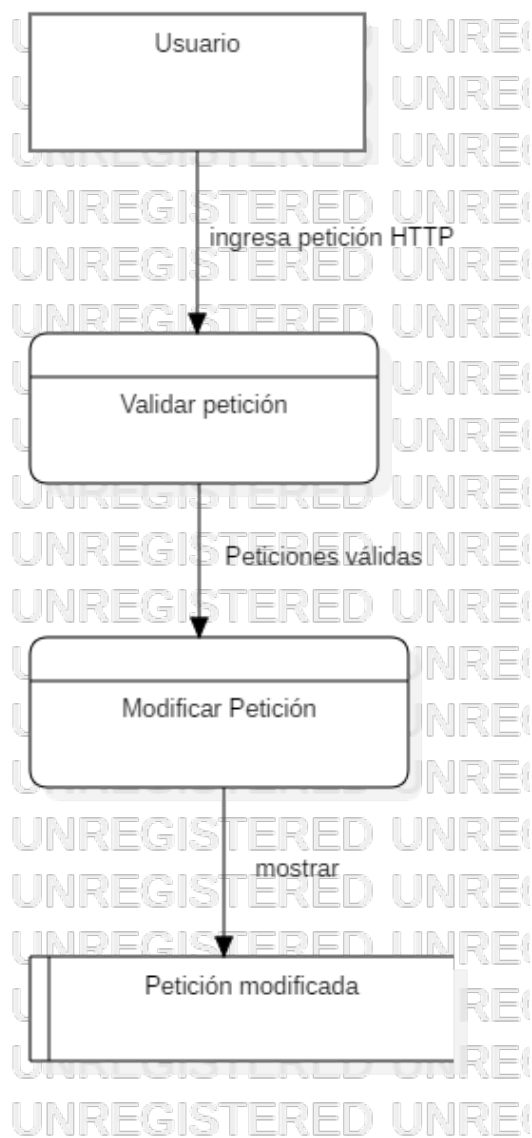 Usuario
ingresa petición HTTP
Validar petición
Peticiones válidas
Modificar Petición
mostrar
Petición modificada
UNREGISTERED